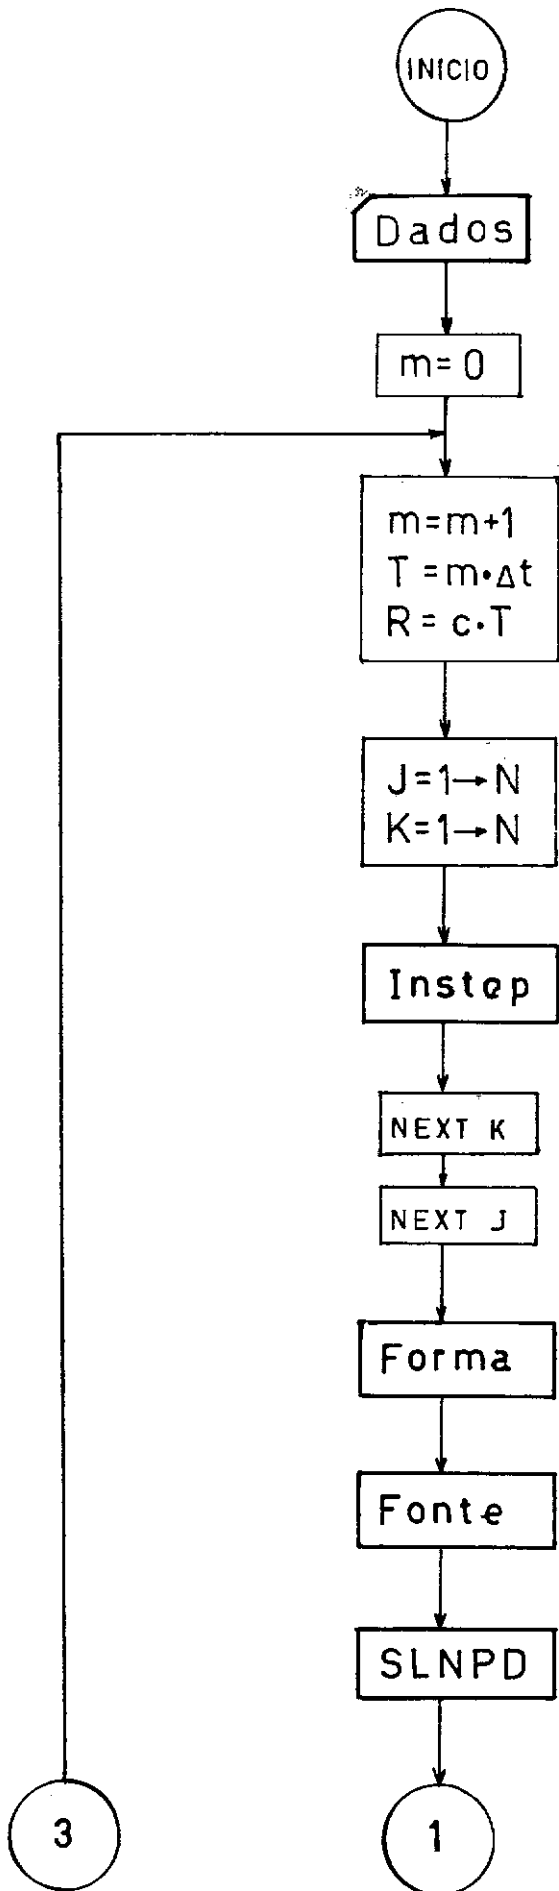 INICIO
Dados
m=0
m=m+1
T=m·Δt
R=c·T
J=1→N
K=1→N
Instep
NEXT K
NEXT J
Forma
Fonte
SLNPD
3
1